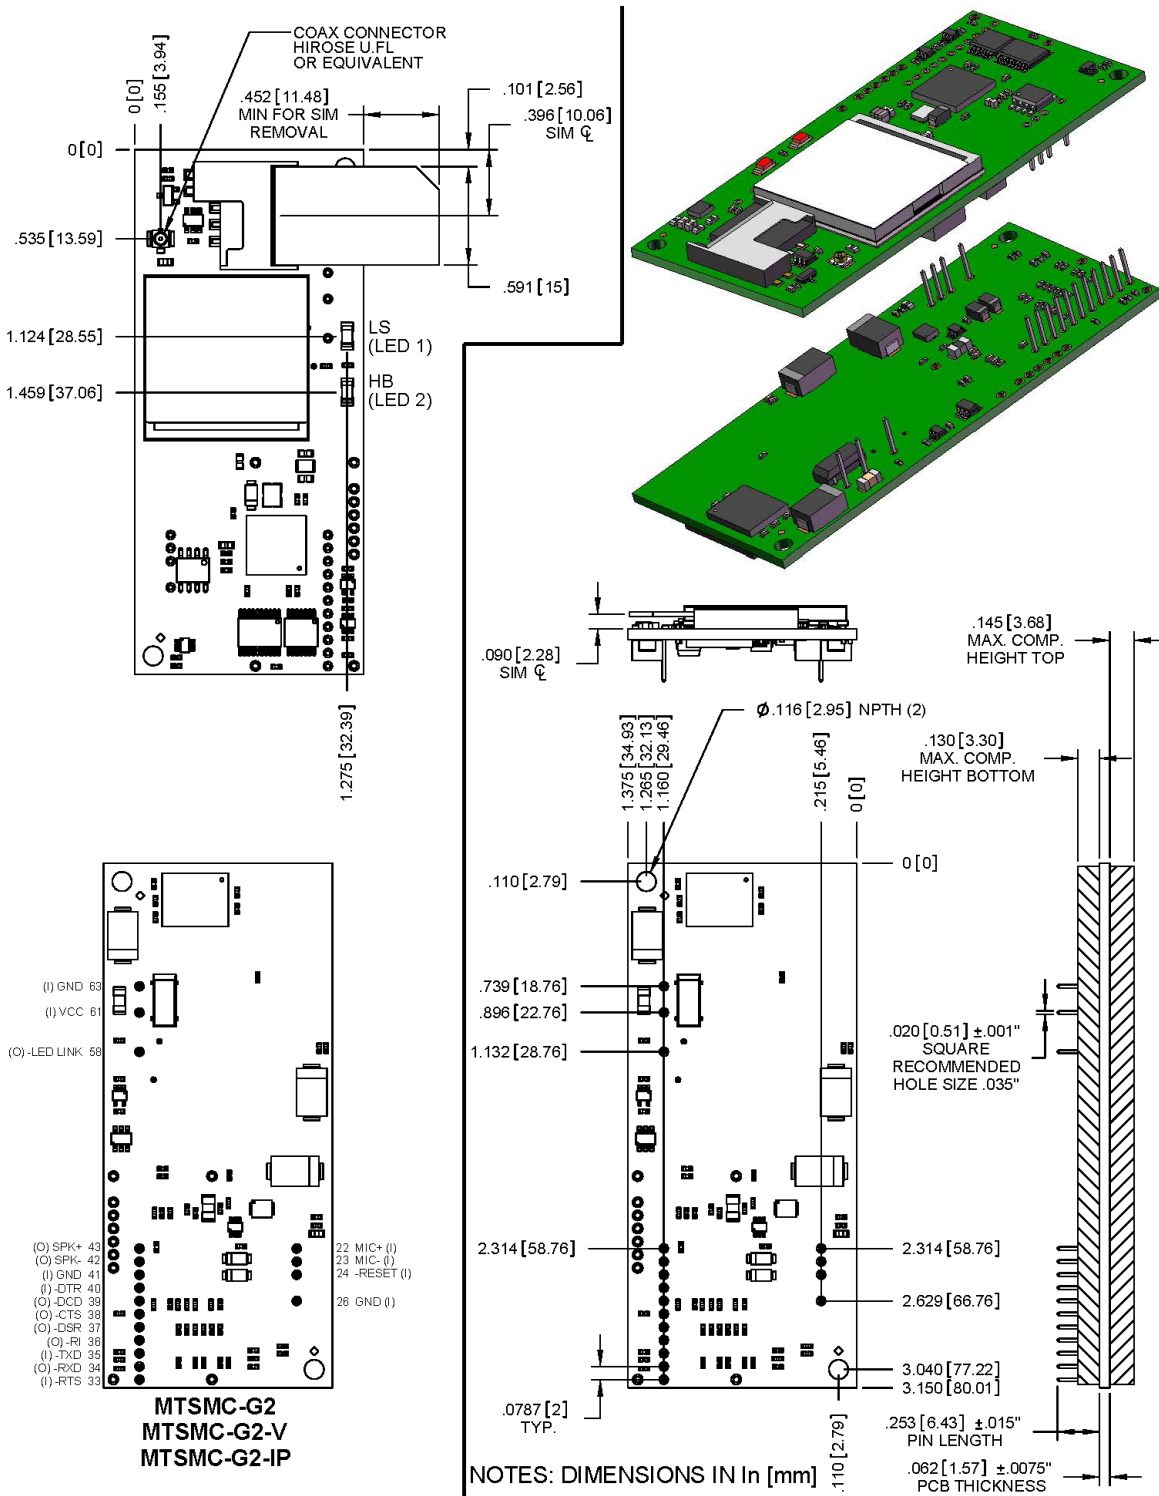 COAX CONNECTOR
HIROSE U.FL
OR EQUIVALENT
0 [0]
.155 [3.94]
.452 [11.48]
MIN FOR SIM
REMOVAL
.101 [2.56]
.396 [10.06]
SIM ℄
0 [0]
.535 [13.59]
.591 [15]
1.124 [28.55]
LS
(LED 1)
1.459 [37.06]
HB
(LED 2)
1.275 [32.39]
.090 [2.28]
SIM ℄
.145 [3.68]
MAX. COMP.
HEIGHT TOP
Ø.116 [2.95] NPTH (2)
.130 [3.30]
MAX. COMP.
HEIGHT BOTTOM
1.375 [34.93]
1.265 [32.13]
1.160 [29.46]
.215 [5.46]
0 [0]
0 [0]
.110 [2.79]
.739 [18.76]
.896 [22.76]
1.132 [28.76]
.020 [0.51] ±.001"
SQUARE
RECOMMENDED
HOLE SIZE .035"
2.314 [58.76]
2.314 [58.76]
2.629 [66.76]
3.040 [77.22]
3.150 [80.01]
.0787 [2]
TYP.
.110 [2.79]
.253 [6.43] ±.015"
PIN LENGTH
.062 [1.57] ±.0075"
PCB THICKNESS
(I) GND 63
(I) VCC 61
(O) -LED LINK 58
(O) SPK+ 43
(O) SPK- 42
(I) GND 41
(I) -DTR 40
(O) -DCD 39
(O) -CTS 38
(O) -DSR 37
(O) -RI 36
(I) -TXD 35
(O) -RXD 34
(I) -RTS 33
22 MIC+ (I)
23 MIC- (I)
24 -RESET (I)
26 GND (I)
MTSMC-G2
MTSMC-G2-V
MTSMC-G2-IP
NOTES: DIMENSIONS IN In [mm]